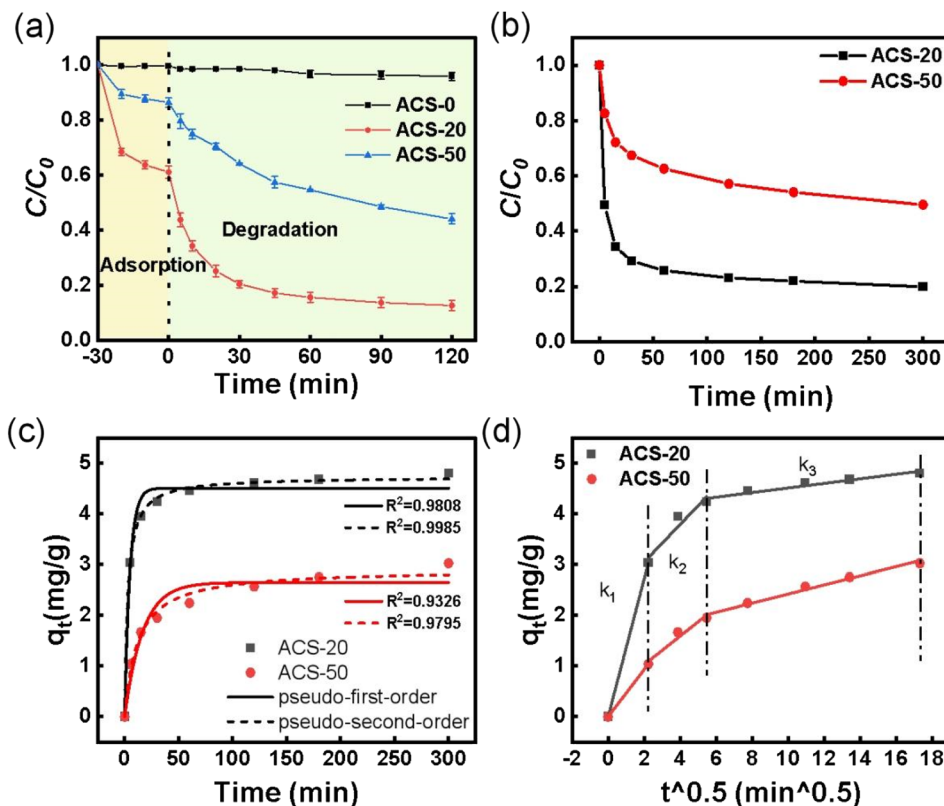 (a)
C/C0
1.0
0.8
0.6
0.4
0.2
0.0
ACS-0
ACS-20
ACS-50
Adsorption
Degradation
-30 0 30 60 90 120
Time (min)
(b)
C/C0
1.0
0.8
0.6
0.4
0.2
0.0
ACS-20
ACS-50
0 50 100 150 200 250 300
Time (min)
(c)
qt(mg/g)
5
4
3
2
1
0
R²=0.9808
R²=0.9985
R²=0.9326
R²=0.9795
ACS-20
ACS-50
pseudo-first-order
pseudo-second-order
0 50 100 150 200 250 300
Time (min)
(d)
qt(mg/g)
5
4
3
2
1
0
ACS-20
ACS-50
k1
k2
k3
-2 0 2 4 6 8 10 12 14 16 18
t^0.5 (min^0.5)